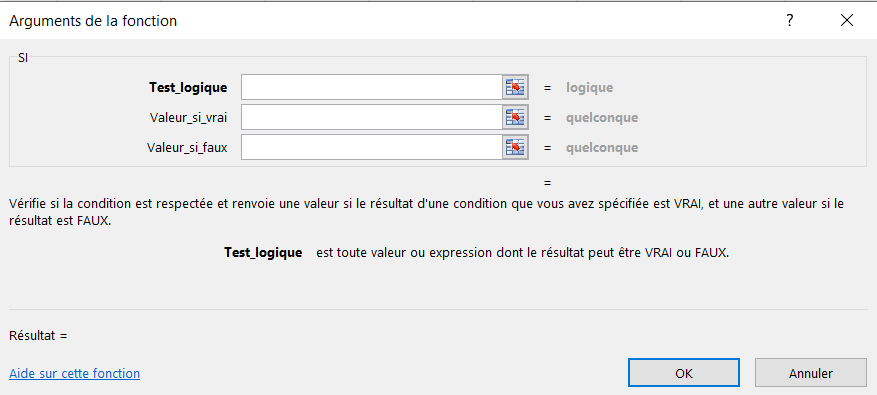 Arguments de la fonction
?
SI
Test_logique = logique
Valeur_si_vrai = quelconque
Valeur_si_faux = quelconque
=
Vérifie si la condition est respectée et renvoie une valeur si le résultat d'une condition que vous avez spécifiée est VRAI, et une autre valeur si le
résultat est FAUX.
Test_logique est toute valeur ou expression dont le résultat peut être VRAI ou FAUX.
Résultat =
Aide sur cette fonction
OK Annuler